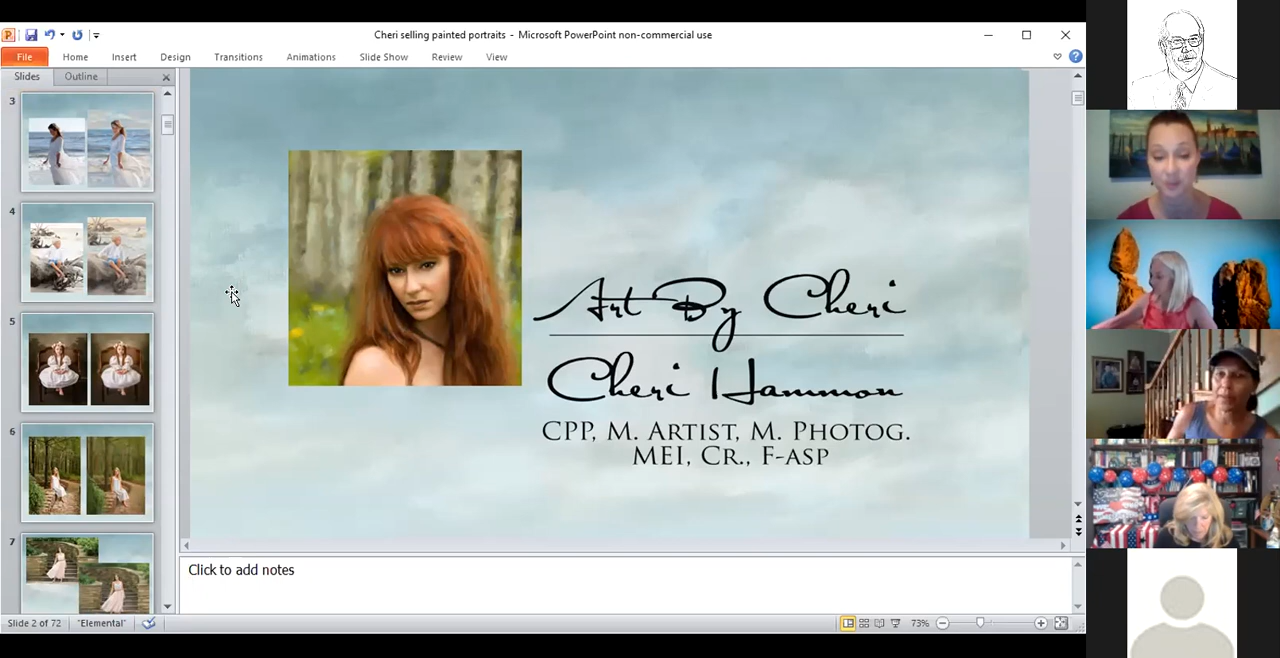 Cheri selling painted portraits - Microsoft PowerPoint non-commercial use
File Home Insert Design Transitions Animations Slide Show Review View
Slides Outline
3
4
5
6
7
Art By Cheri
Cheri Hammon
CPP, M. Artist, M. Photog.
MEI, Cr., F-ASP
Click to add notes
Slide 2 of 72 "Elemental" 73%